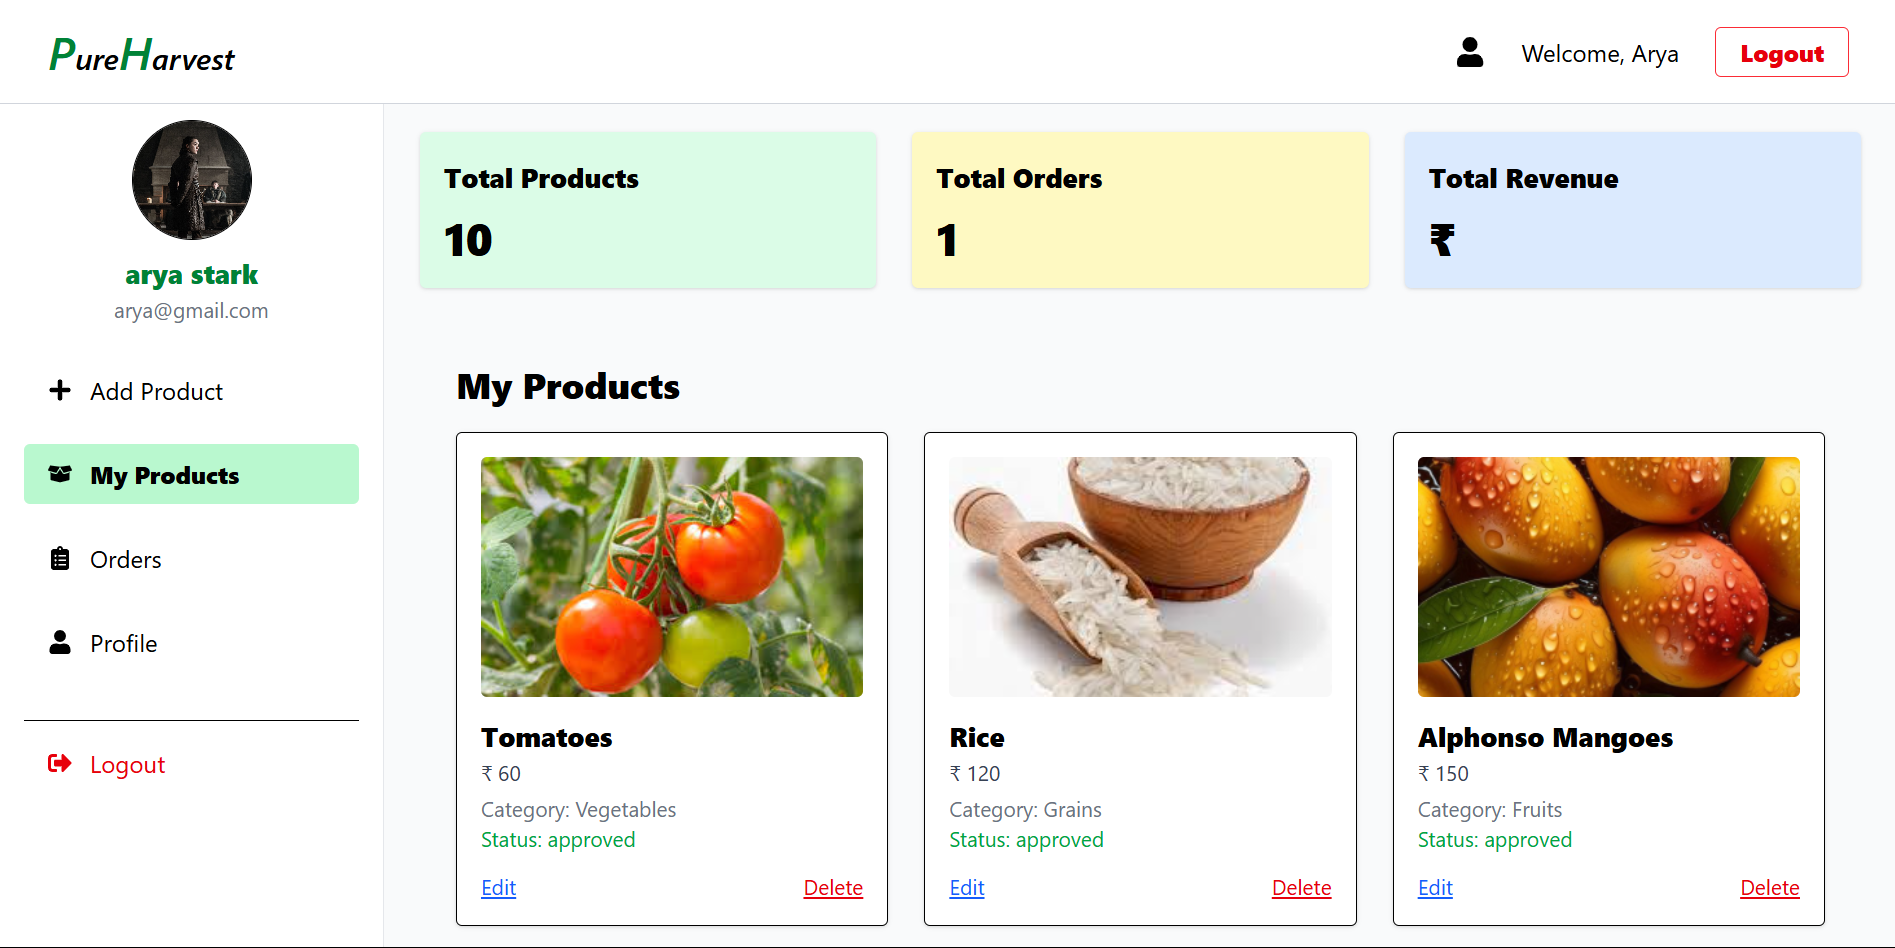 PureHarvest
Welcome, Arya
Logout
arya stark
arya@gmail.com
Add Product
My Products
Orders
Profile
Logout
Total Products
10
Total Orders
1
Total Revenue
₹
My Products
Tomatoes
₹ 60
Category: Vegetables
Status: approved
Edit
Delete
Rice
₹ 120
Category: Grains
Status: approved
Edit
Delete
Alphonso Mangoes
₹ 150
Category: Fruits
Status: approved
Edit
Delete